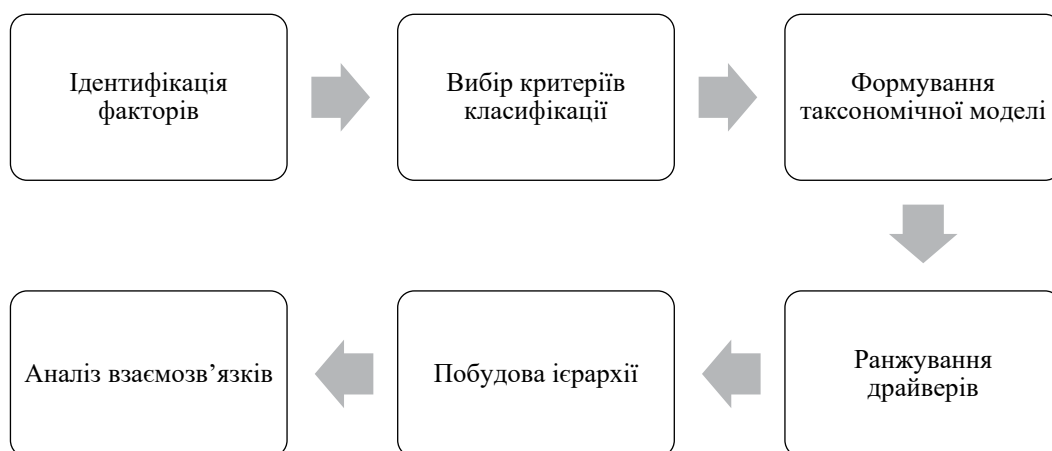 Ідентифікація
факторів
Вибір критеріїв
класифікації
Формування
таксономічної моделі
Ранжування
драйверів
Побудова ієрархії
Аналіз взаємозв’язків